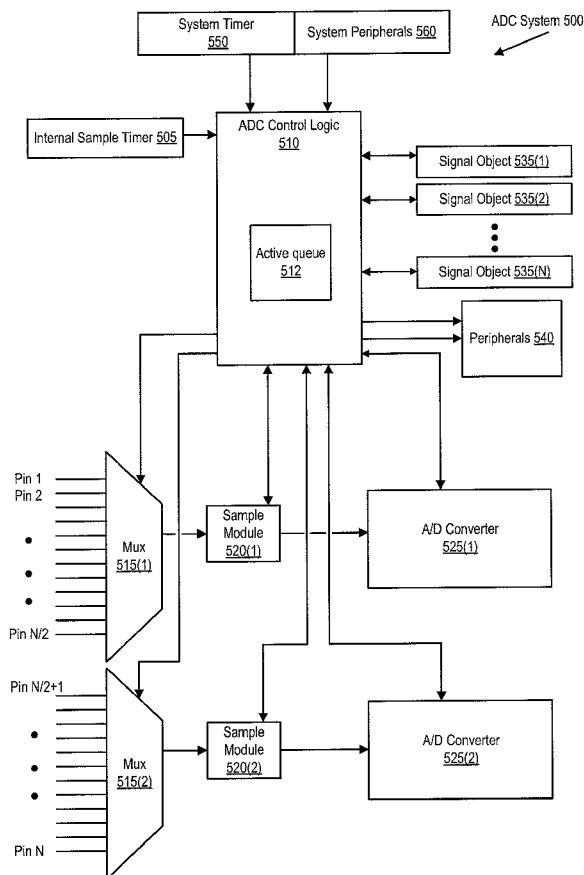 ADC System 500
System Timer
550
System Peripherals 560
Internal Sample Timer 505
ADC Control Logic
510
Active queue
512
Signal Object 535(1)
Signal Object 535(2)
Signal Object 535(N)
Peripherals 540
Pin 1
Pin 2
Pin N/2
Mux
515(1)
Sample
Module
520(1)
A/D Converter
525(1)
Pin N/2+1
Pin N
Mux
515(2)
Sample
Module
520(2)
A/D Converter
525(2)